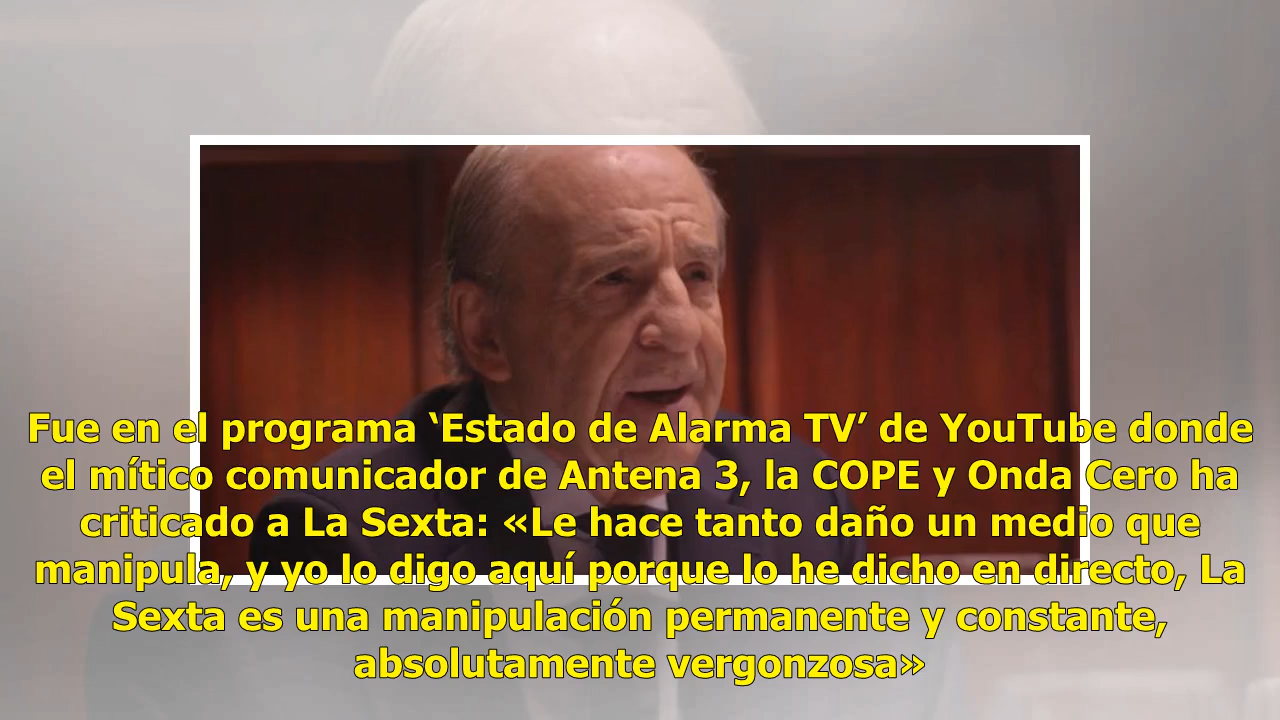 Fue en el programa ‘Estado de Alarma TV’ de YouTube donde
el mítico comunicador de Antena 3, la COPE y Onda Cero ha
criticado a La Sexta: «Le hace tanto daño un medio que
manipula, y yo lo digo aquí porque lo he dicho en directo, La
Sexta es una manipulación permanente y constante,
absolutamente vergonzosa»